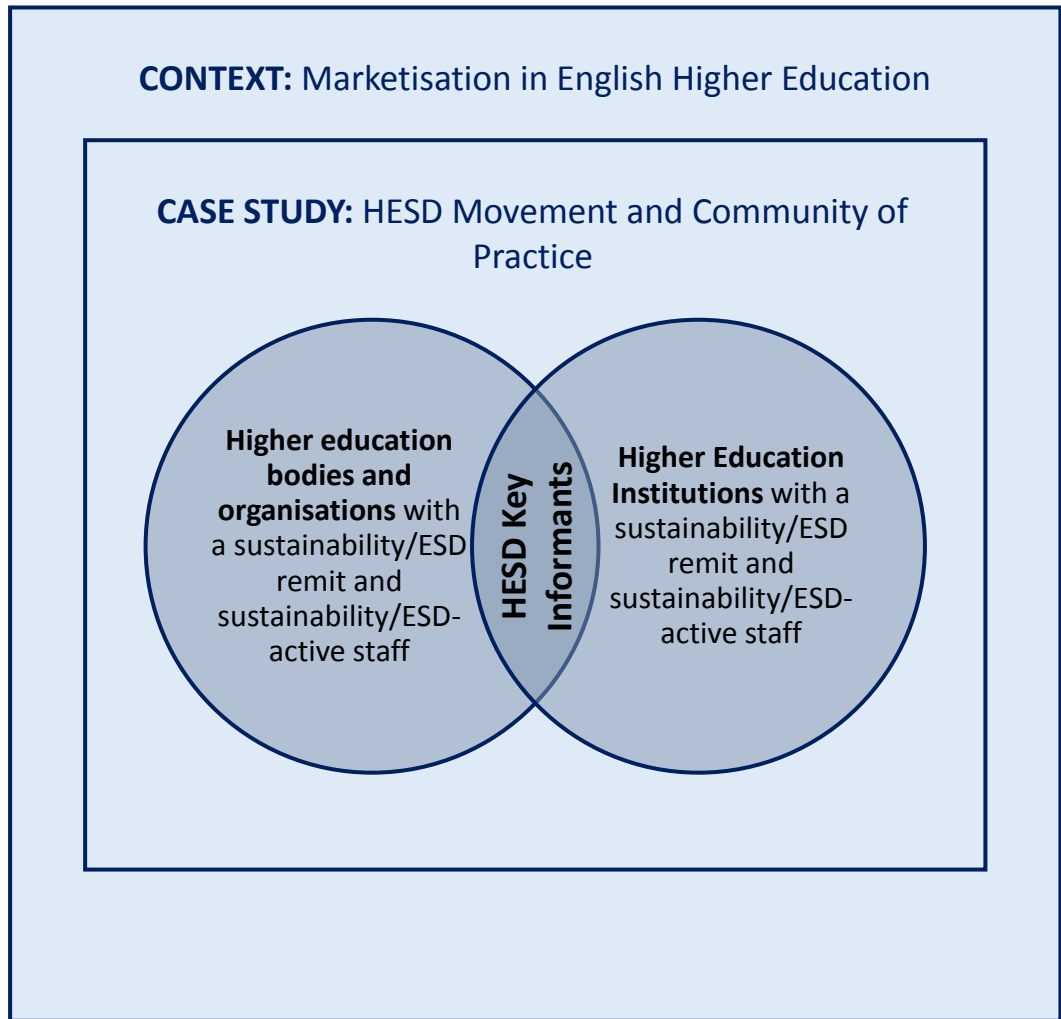 CONTEXT: Marketisation in English Higher Education
CASE STUDY: HESD Movement and Community of
Practice
Higher education
bodies and
organisations with
a sustainability/ESD
remit and
sustainability/ESD-
active staff
HESD Key
Informants
Higher Education
Institutions with a
sustainability/ESD
remit and
sustainability/ESD-
active staff